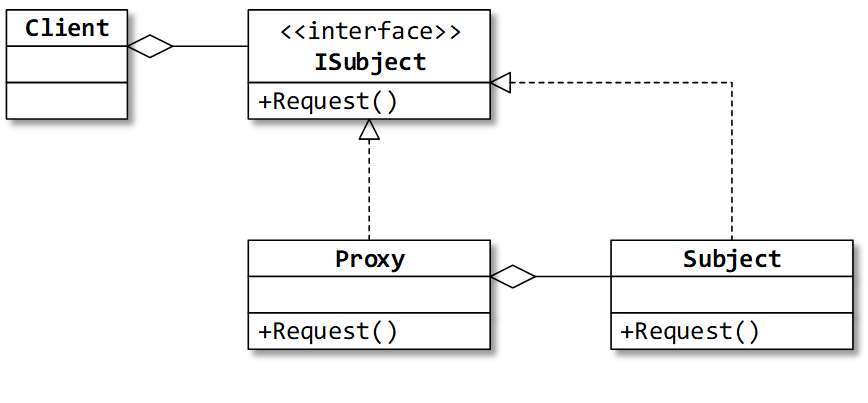 Client
<<interface>>
ISubject
+Request()
Proxy
+Request()
Subject
+Request()